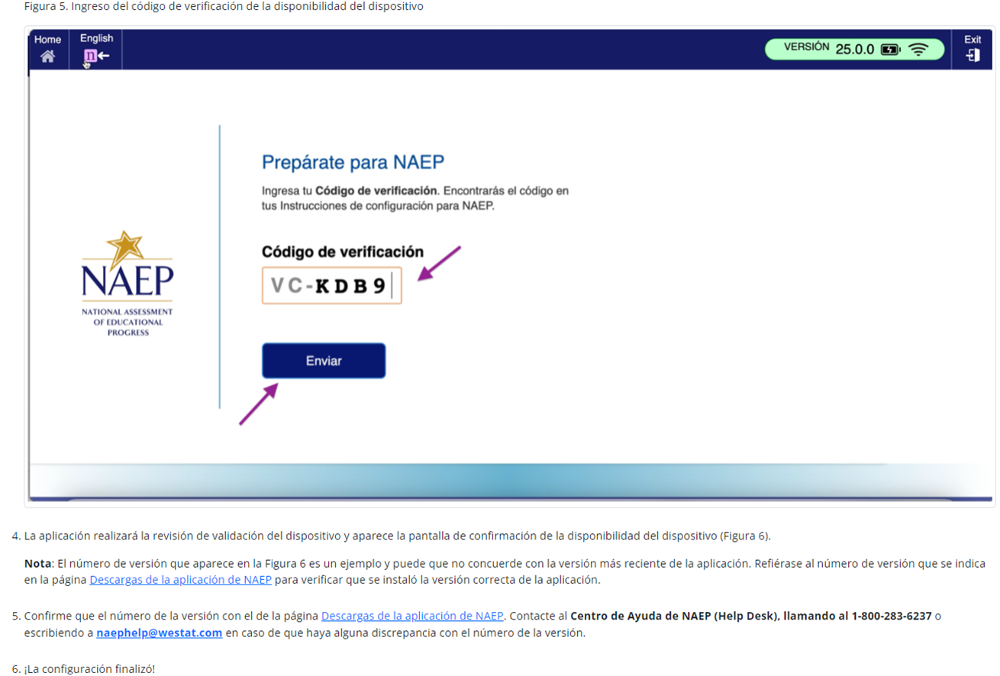 Figura 5. Ingreso del código de verificación de la disponibilidad del dispositivo
Home
English
n
VERSIÓN 25.0.0
Exit
Prepárate para NAEP
Ingresa tu Código de verificación. Encontrarás el código en
tus Instrucciones de configuración para NAEP.
Código de verificación
VC-KDB9
NAEP
NATIONAL ASSESSMENT
OF EDUCATIONAL
PROGRESS
Enviar
4. La aplicación realizará la revisión de validación del dispositivo y aparece la pantalla de confirmación de la disponibilidad del dispositivo (Figura 6).
Nota: El número de versión que aparece en la Figura 6 es un ejemplo y puede que no concuerde con la versión más reciente de la aplicación. Refiérase al número de versión que se indica
en la página Descargas de la aplicación de NAEP para verificar que se instaló la versión correcta de la aplicación.
5. Confirme que el número de la versión con el de la página Descargas de la aplicación de NAEP. Contacte al Centro de Ayuda de NAEP (Help Desk), llamando al 1-800-283-6237 o
escribiendo a naephelp@westat.com en caso de que haya alguna discrepancia con el número de la versión.
6. ¡La configuración finalizó!